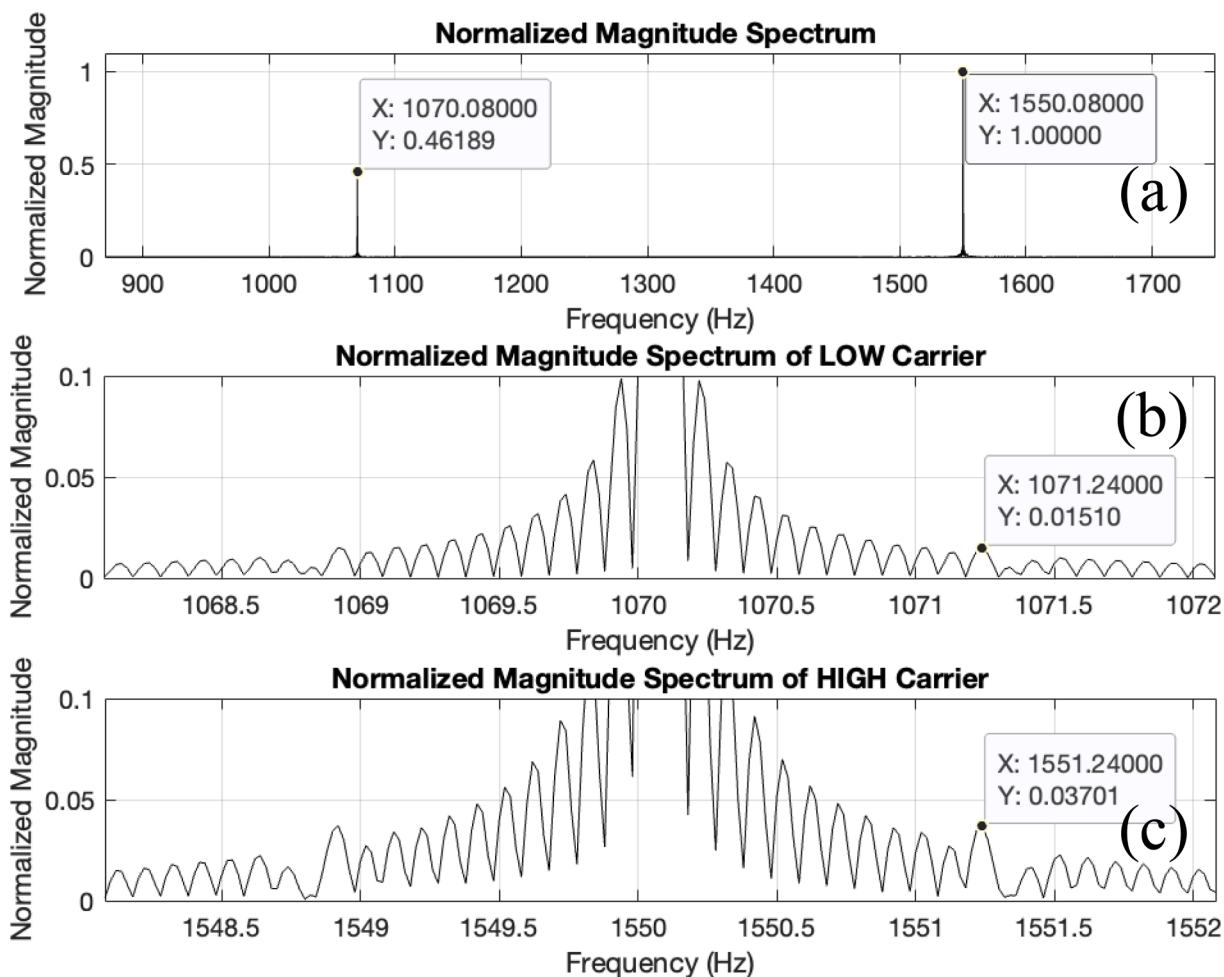 Normalized Magnitude Spectrum
Normalized Magnitude
1
0.5
0
X: 1070.08000
Y: 0.46189
X: 1550.08000
Y: 1.00000
(a)
900 1000 1100 1200 1300 1400 1500 1600 1700
Frequency (Hz)
Normalized Magnitude Spectrum of LOW Carrier
Normalized Magnitude
0.1
0.05
0
(b)
X: 1071.24000
Y: 0.01510
1068.5 1069 1069.5 1070 1070.5 1071 1071.5 1072
Frequency (Hz)
Normalized Magnitude Spectrum of HIGH Carrier
Normalized Magnitude
0.1
0.05
0
X: 1551.24000
Y: 0.03701
(c)
1548.5 1549 1549.5 1550 1550.5 1551 1551.5 1552
Frequency (Hz)